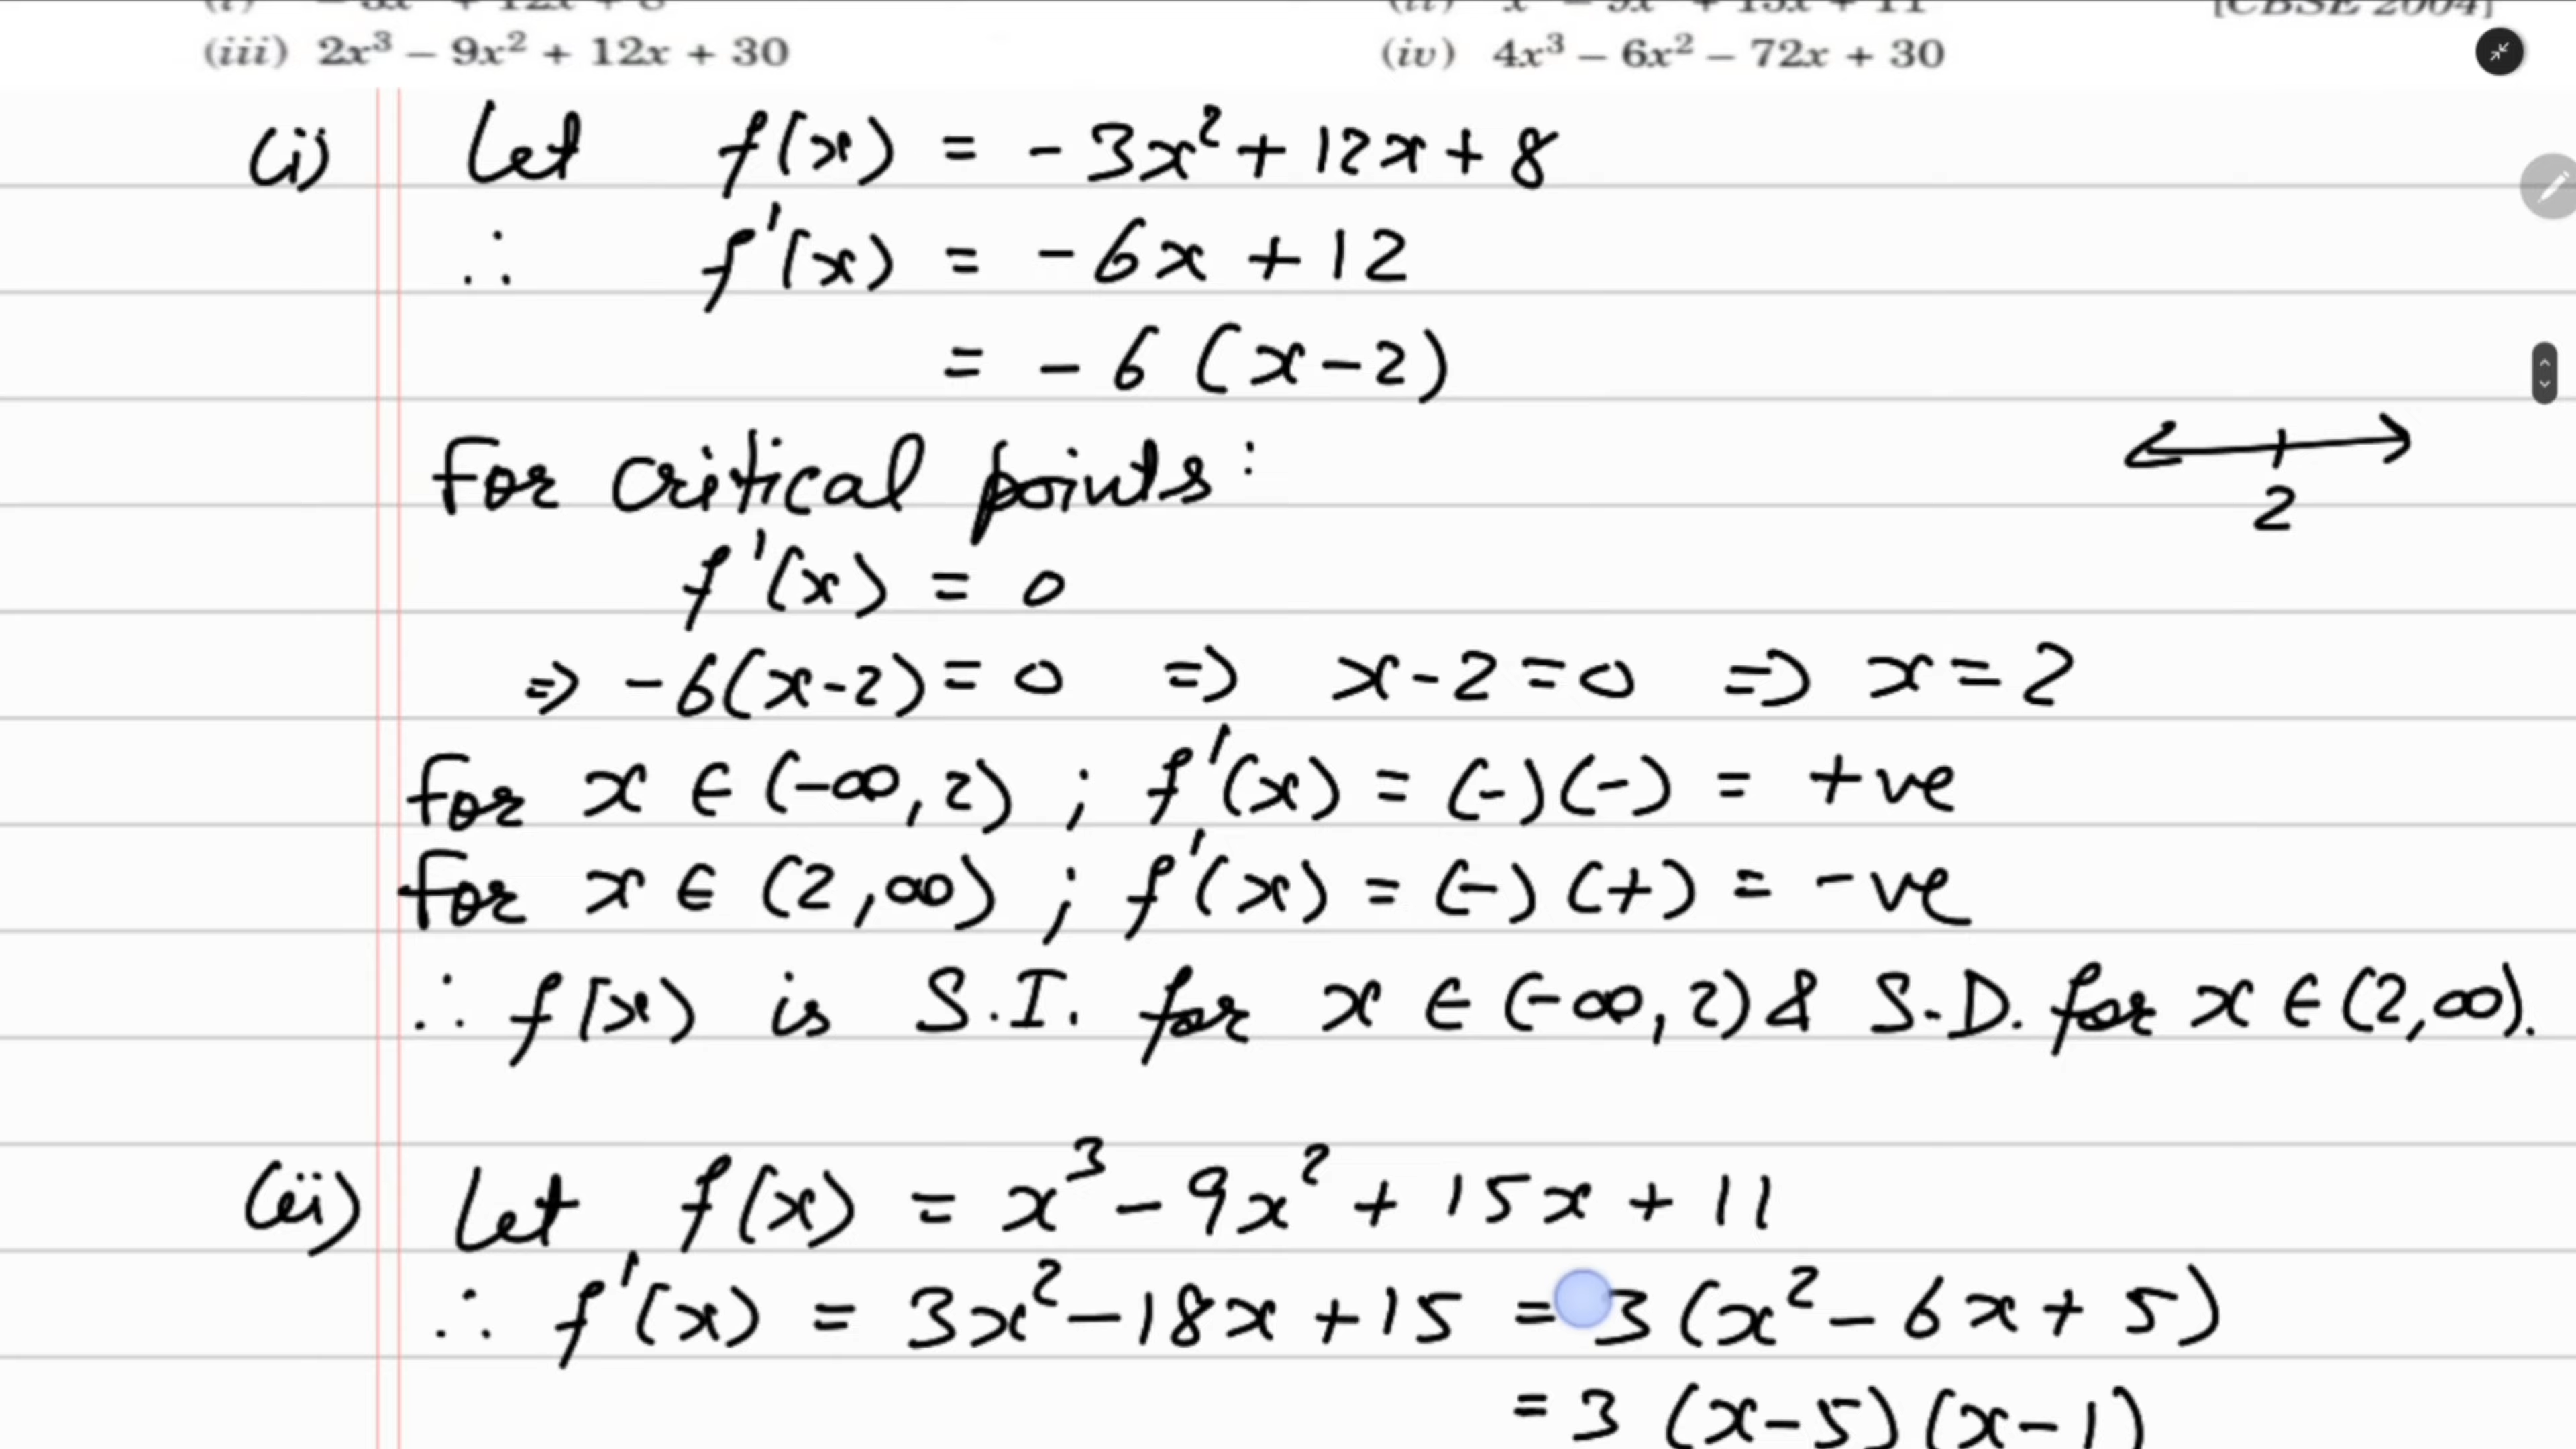 (iii) 2x³ – 9x² + 12x + 30 (iv) 4x³ – 6x² – 72x + 30
(i) Let f(x) = -3x² + 12x + 8
∴ f'(x) = -6x + 12
= -6 (x-2)
For critical points :
2
f'(x) = 0
⇒ -6(x-2) = 0 ⇒ x-2 = 0 ⇒ x = 2
For x ∈ (-∞, 2) ; f'(x) = (-)(-) = +ve
For x ∈ (2, ∞) ; f'(x) = (-) (+) = -ve
∴ f(x) is S.I. for x ∈ (-∞, 2) & S.D. for x ∈ (2, ∞).
(ii) Let f(x) = x³ - 9x² + 15x + 11
∴ f'(x) = 3x² - 18x + 15 = 3 (x² - 6x + 5)
= 3 (x-5) (x-1)